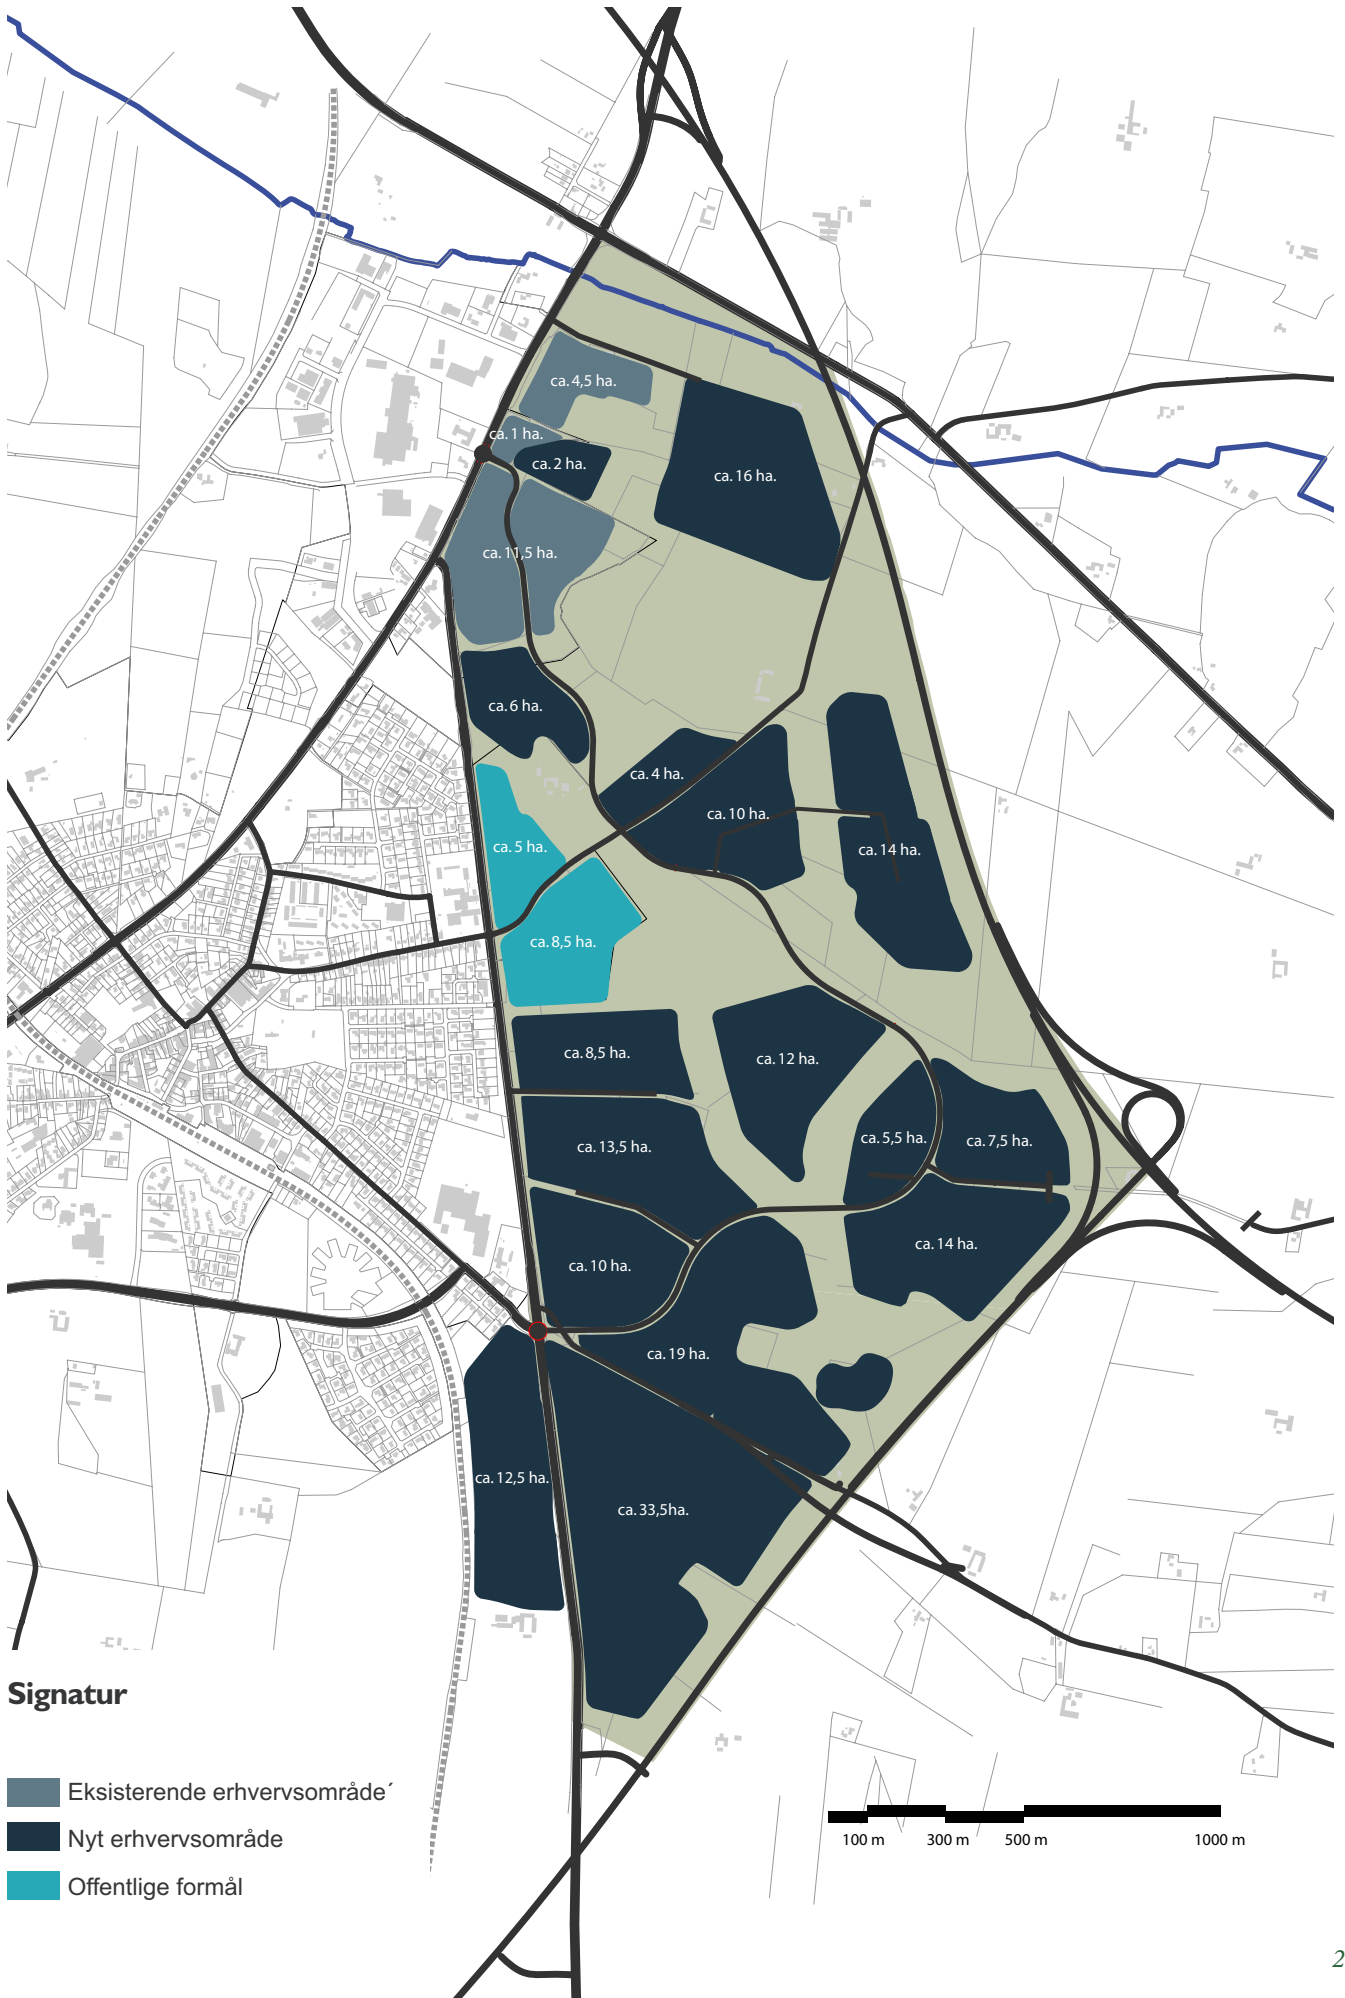 ca. 4,5 ha.
ca. 1 ha.
ca. 2 ha.
ca. 16 ha.
ca. 11,5 ha.
ca. 6 ha.
ca. 4 ha.
ca. 10 ha.
ca. 5 ha.
ca. 14 ha.
ca. 8,5 ha.
ca. 8,5 ha.
ca. 12 ha.
ca. 13,5 ha.
ca. 5,5 ha.
ca. 7,5 ha.
ca. 10 ha.
ca. 14 ha.
ca. 19 ha.
ca. 12,5 ha.
ca. 33,5ha.
Signatur
Eksisterende erhvervsområde´
Nyt erhvervsområde
Offentlige formål
100 m 300 m 500 m 1000 m
2